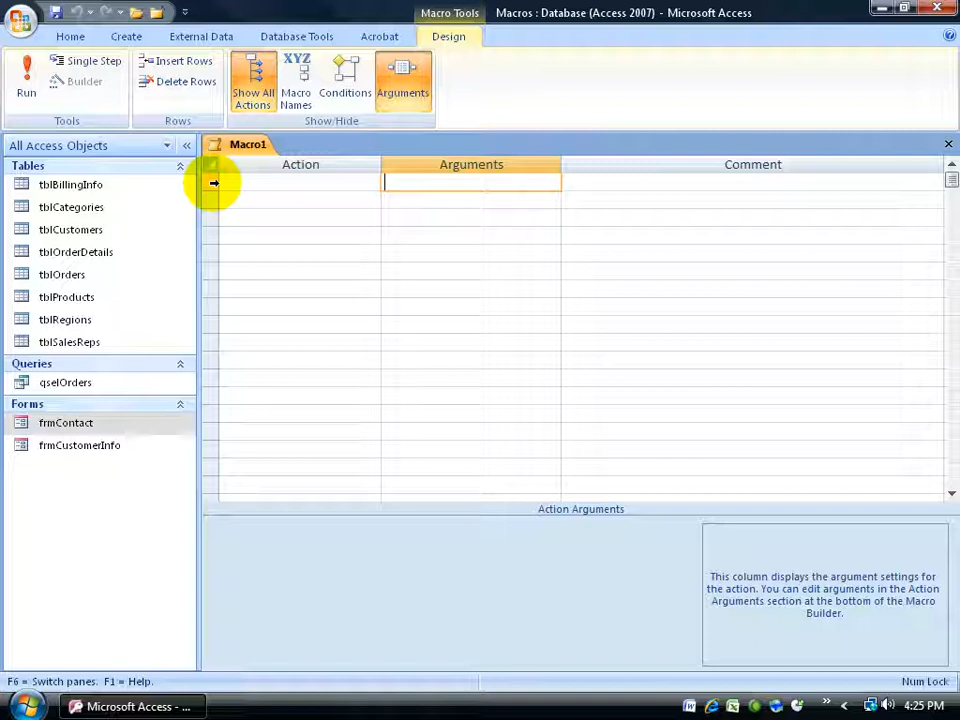 Macro Tools
Macros : Database (Access 2007) - Microsoft Access
Home
Create
External Data
Database Tools
Acrobat
Design
Run
Single Step
Builder
Tools
Insert Rows
Delete Rows
Rows
Show All
Actions
XYZ
Macro
Names
Conditions
Arguments
Show/Hide
All Access Objects
Tables
tblBillingInfo
tblCategories
tblCustomers
tblOrderDetails
tblOrders
tblProducts
tblRegions
tblSalesReps
Queries
qselOrders
Forms
frmContact
frmCustomerInfo
Macro1
Action
Arguments
Comment
Action Arguments
This column displays the argument settings for
the action. You can edit arguments in the Action
Arguments section at the bottom of the Macro
Builder.
F6 = Switch panes. F1 = Help.
Num Lock
Microsoft Access - ...
4:25 PM